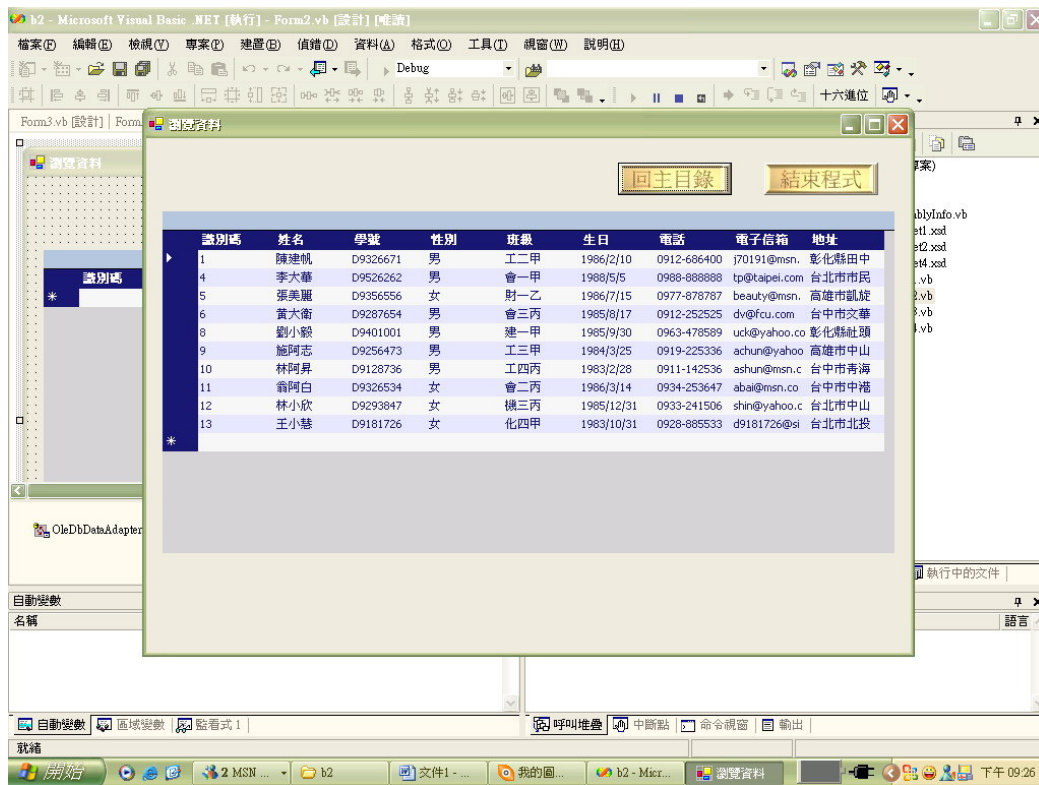 b2 - Microsoft Visual Basic .NET [執行] - Form2.vb [設計] [唯讀]
檔案(F) 編輯(E) 檢視(V) 專案(P) 建置(B) 偵錯(D) 資料(A) 格式(O) 工具(T) 視窗(W) 說明(H)
Debug
十六進位
Form3.vb [設計] Form
瀏覽資料
瀏覽資料
回主目錄 結束程式
識別碼
識別碼 姓名 學號 性別 班級 生日 電話 電子信箱 地址
1 陳建帆 D9326671 男 工二甲 1986/2/10 0912-686400 j70191@msn. 彰化縣田中
4 李大華 D9526262 男 會一甲 1988/5/5 0988-888888 tp@taipei.com 台北市市民
5 張美麗 D9356556 女 財一乙 1986/7/15 0977-878787 beauty@msn. 高雄市凱旋
6 黃大衛 D9287654 男 會三丙 1985/8/17 0912-252525 dv@fcu.com 台中市文華
8 劉小毅 D9401001 男 建一甲 1985/9/30 0963-478589 uck@yahoo.co 彰化縣社頭
9 施阿志 D9256473 男 工三甲 1984/3/25 0919-225336 achun@yahoo 高雄市中山
10 林阿昇 D9128736 男 工四丙 1983/2/28 0911-142536 ashun@msn.c 台中市青海
11 翁阿白 D9326534 女 會二丙 1986/3/14 0934-253647 abai@msn.co 台中市中港
12 林小欣 D9293847 女 機三丙 1985/12/31 0933-241506 shin@yahoo.c 台北市中山
13 王小慧 D9181726 女 化四甲 1983/10/31 0928-885533 d9181726@si 台北市北投
專案)
blyInfo.vb
et1.xsd
et2.xsd
et4.xsd
.vb
2.vb
3.vb
4.vb
OleDbDataAdapter
執行中的文件
自動變數
名稱
語言
自動變數 區域變數 監看式 1
呼叫堆疊 中斷點 命令視窗 輸出
就緒
開始 2 MSN ... b2 文件1 - ... 我的圖... b2 - Micr... 瀏覽資料 下午 09:26